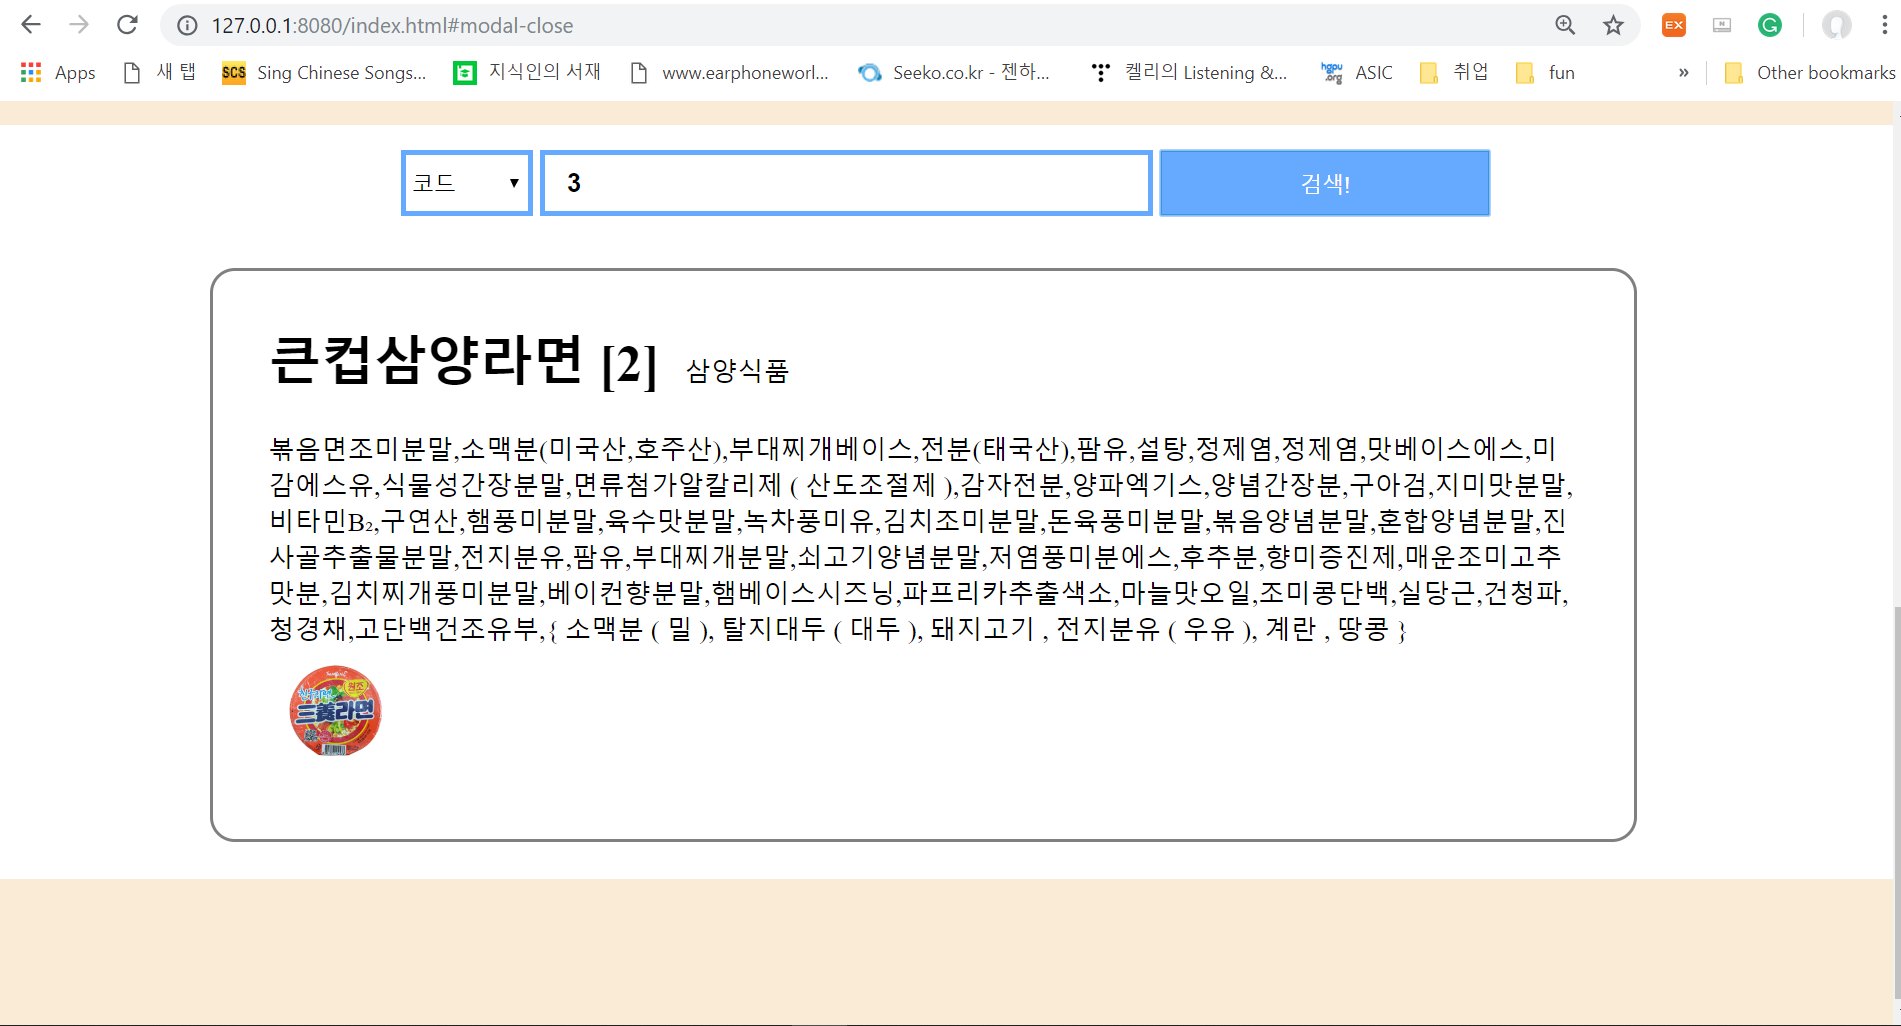 127.0.0.1:8080/index.html#modal-close
Apps 새 탭 SCS Sing Chinese Songs... 지식인의 서재 www.earphoneworl... Seeko.co.kr - 젠하... 켈리의 Listening &... hgpu.org ASIC 취업 fun » Other bookmarks
코드 3 검색!
큰컵삼양라면 [2] 삼양식품
볶음면조미분말,소맥분(미국산,호주산),부대찌개베이스,전분(태국산),팜유,설탕,정제염,정제염,맛베이스에스,미
감에스유,식물성간장분말,면류첨가알칼리제 ( 산도조절제 ),감자전분,양파엑기스,양념간장분,구아검,지미맛분말,
비타민B₂,구연산,햄풍미분말,육수맛분말,녹차풍미유,김치조미분말,돈육풍미분말,볶음양념분말,혼합양념분말,진
사골추출물분말,전지분유,팜유,부대찌개분말,쇠고기양념분말,저염풍미분에스,후추분,향미증진제,매운조미고추
맛분,김치찌개풍미분말,베이컨향분말,햄베이스시즈닝,파프리카추출색소,마늘맛오일,조미콩단백,실당근,건청파,
청경채,고단백건조유부,{ 소맥분 ( 밀 ), 탈지대두 ( 대두 ), 돼지고기 , 전지분유 ( 우유 ), 계란 , 땅콩 }
원조
三養라면